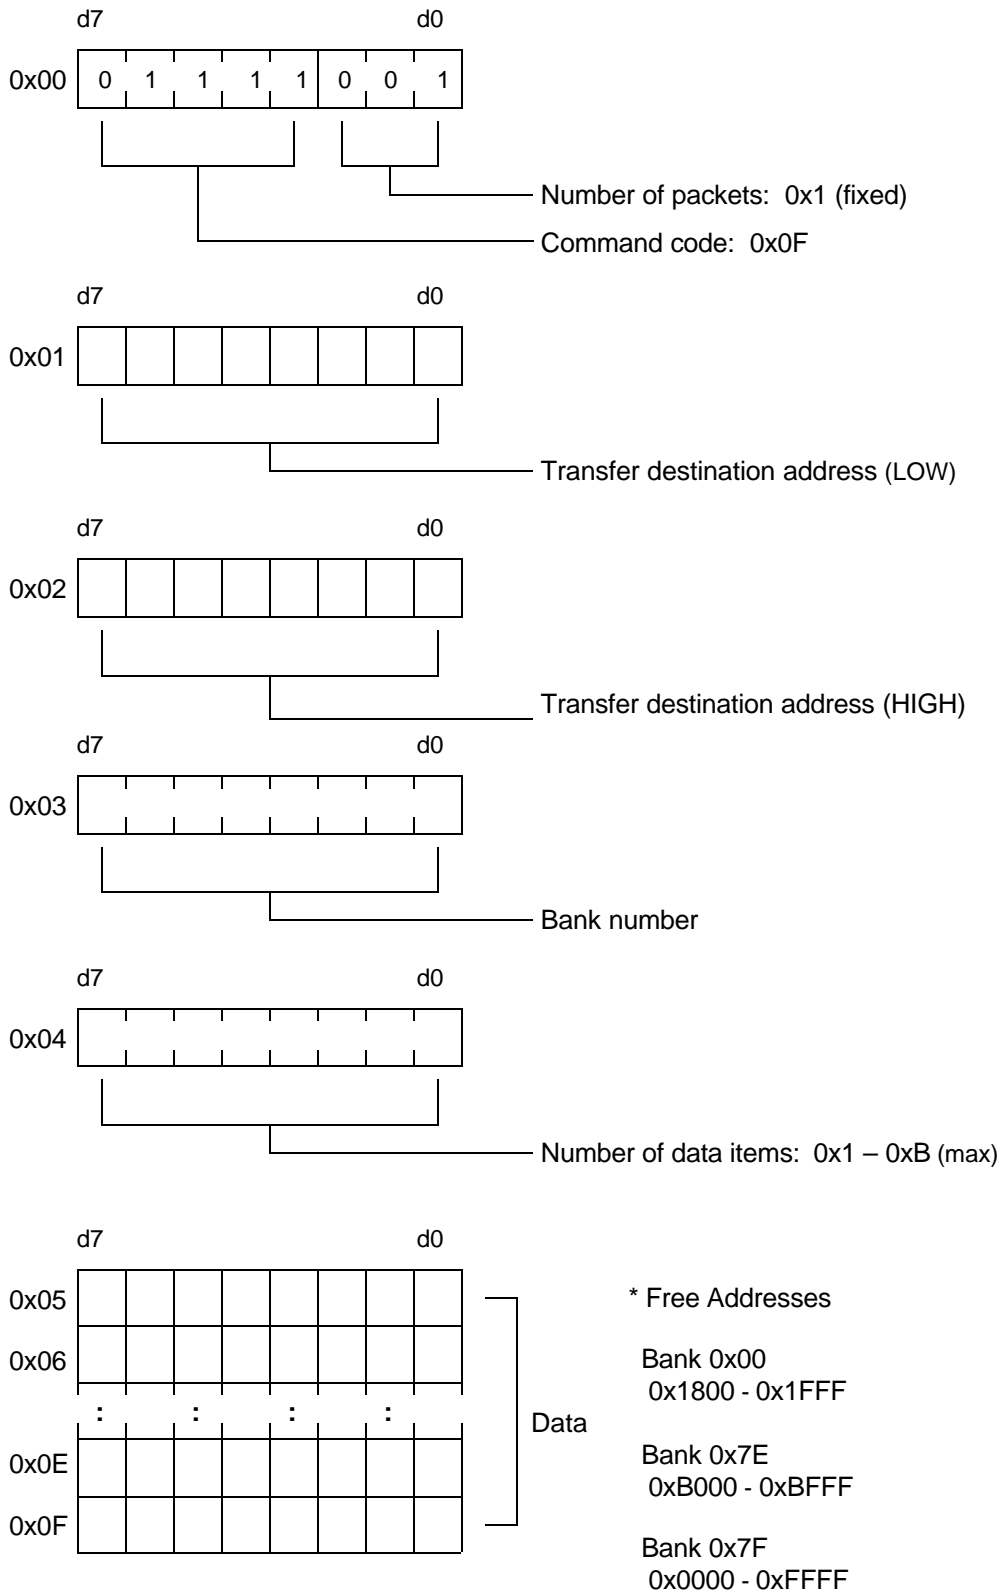 d7 d0
0x00 0 1 1 1 1 0 0 1
Number of packets: 0x1 (fixed)
Command code: 0x0F
d7 d0
0x01
Transfer destination address (LOW)
d7 d0
0x02
Transfer destination address (HIGH)
d7 d0
0x03
Bank number
d7 d0
0x04
Number of data items: 0x1 – 0xB (max)
d7 d0
0x05
0x06
: : : :
0x0E
0x0F
Data
* Free Addresses
Bank 0x00
0x1800 - 0x1FFF
Bank 0x7E
0xB000 - 0xBFFF
Bank 0x7F
0x0000 - 0xFFFF